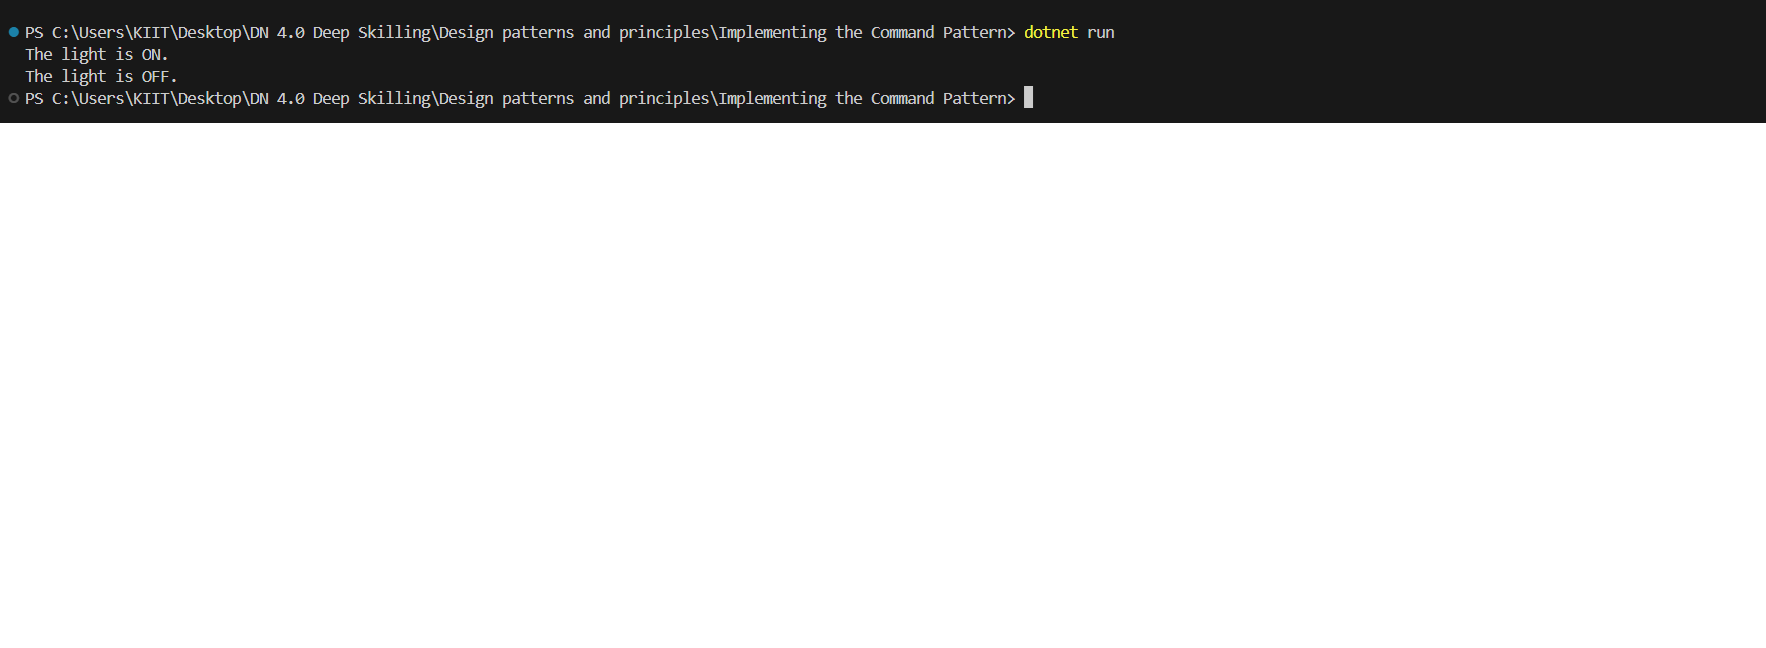 PS C:\Users\KIIT\Desktop\DN 4.0 Deep Skilling\Design patterns and principles\Implementing the Command Pattern> dotnet run
The light is ON.
The light is OFF.
PS C:\Users\KIIT\Desktop\DN 4.0 Deep Skilling\Design patterns and principles\Implementing the Command Pattern>